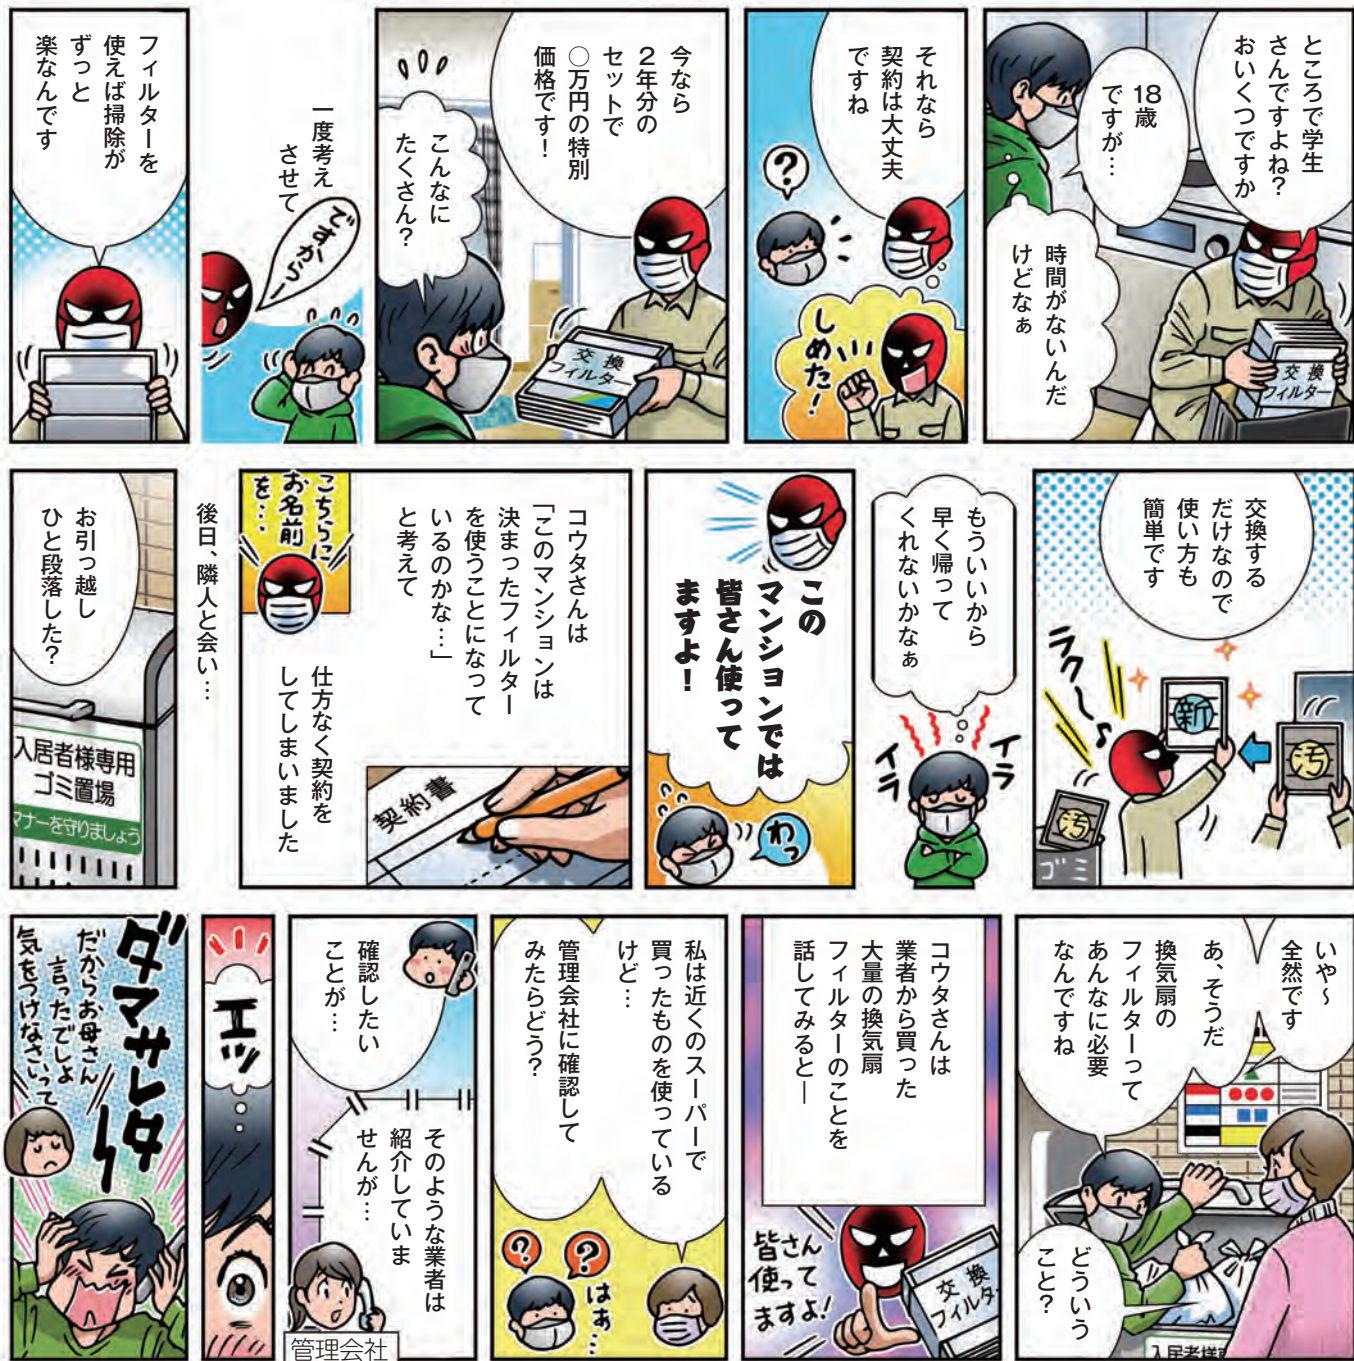 ところで学生
さんですよね?
おいくつですか
18歳
ですが…
時間がないんだ
けどなぁ
交換
フィルター
それなら
契約は大丈夫
ですね
?
しめた!
今なら
2年分の
セットで
○万円の特別
価格です!
こんなに
たくさん?
交換
フィルター
一度考え
させて
ですからー
フィルターを
使えば掃除が
ずっと
楽なんです
交換する
だけなので
使い方も
簡単です
ラク〜♪
新
汚
汚
ゴミ
もういいから
早く帰って
くれないかなぁ
イラ
イラ
この
マンションでは
皆さん使って
ますよ!
わっ
コウタさんは
「このマンションは
決まったフィルター
を使うことになって
いるのかな…」
と考えて
契約書
こちらに
お名前
を…
仕方なく契約を
してしまいました
後日、隣人と会い…
お引っ越し
ひと段落した?
入居者様専用
ゴミ置場
マナーを守りましょう
いや〜
全然です
あ、そうだ
換気扇の
フィルターって
あんなに必要
なんですね
どういう
こと?
入居者様専
コウタさんは
業者から買った
大量の換気扇
フィルターのことを
話してみると―
皆さん
使って
ますよ!
交換
フィルター
私は近くのスーパーで
買ったものを使っている
けど…
管理会社に確認して
みたらどう?
?
?
はぁ…
確認したい
ことが…
そのような業者は
紹介していま
せんが…
管理会社
エッ
ダマサレター
だからお母さん
言ったでしょ
気をつけなさいって